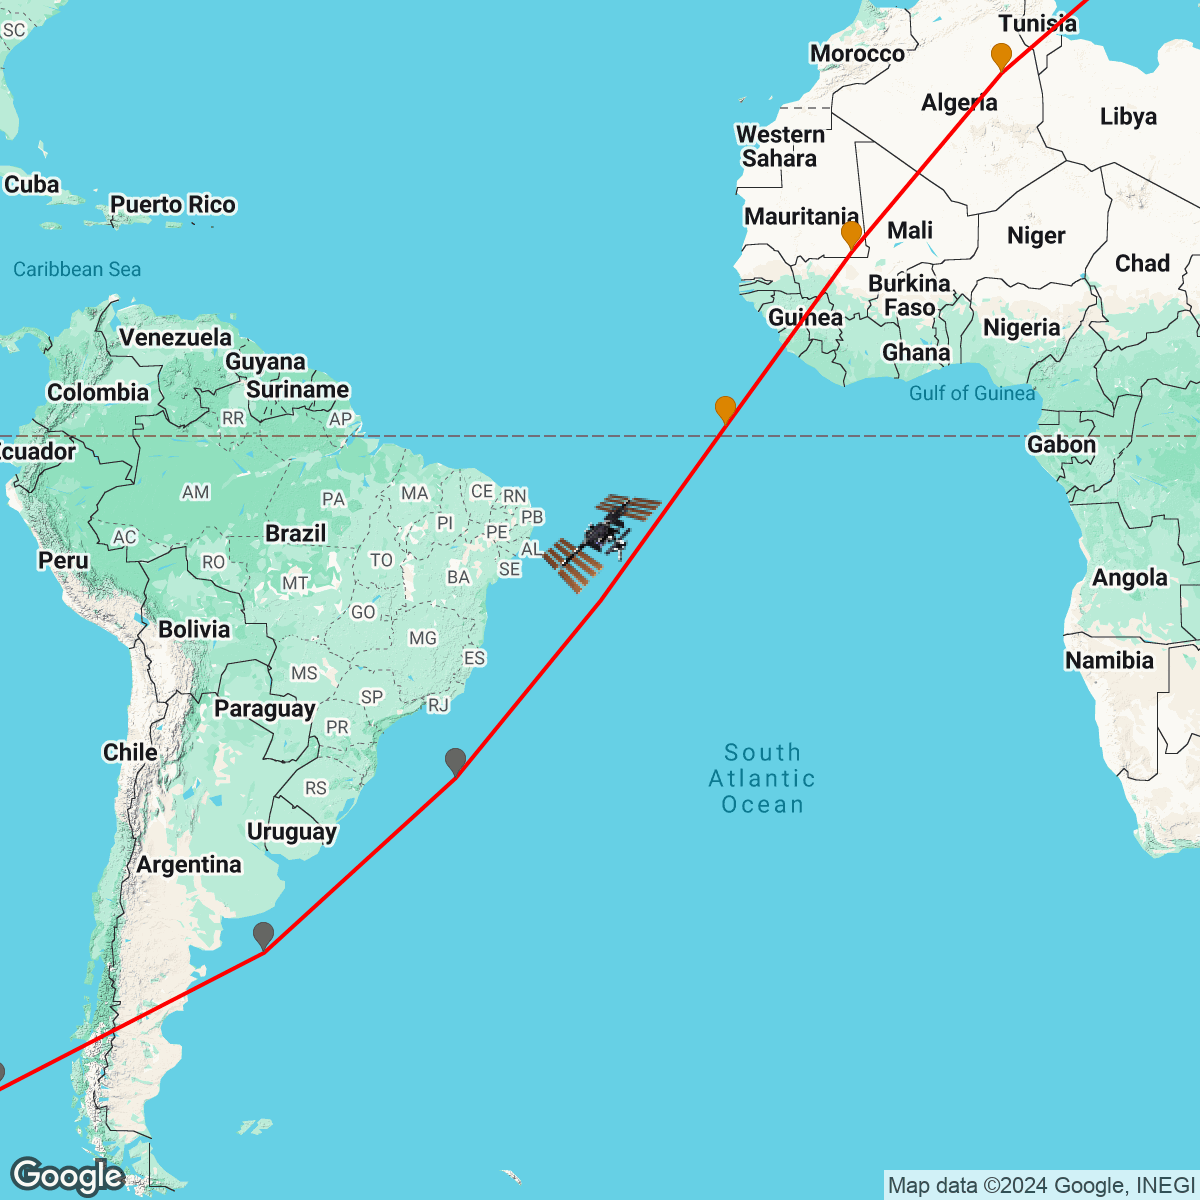 SC
Tunisia
Morocco
Algeria
Libya
Western
Sahara
Cuba
Puerto Rico
Mauritania
Mali
Niger
Chad
Caribbean Sea
Burkina
Faso
Guinea
Nigeria
Venezuela
Guyana
Ghana
Colombia
Suriname
Gulf of Guinea
RR
AP
Ecuador
Gabon
AM
PA
MA
CE
RN
PI
PB
Brazil
PE
AC
AL
Peru
RO
TO
SE
MT
BA
Angola
GO
Bolivia
MG
ES
Namibia
MS
SP
RJ
Paraguay
PR
Chile
South
Atlantic
Ocean
RS
Uruguay
Argentina
Google
Map data ©2024 Google, INEGI